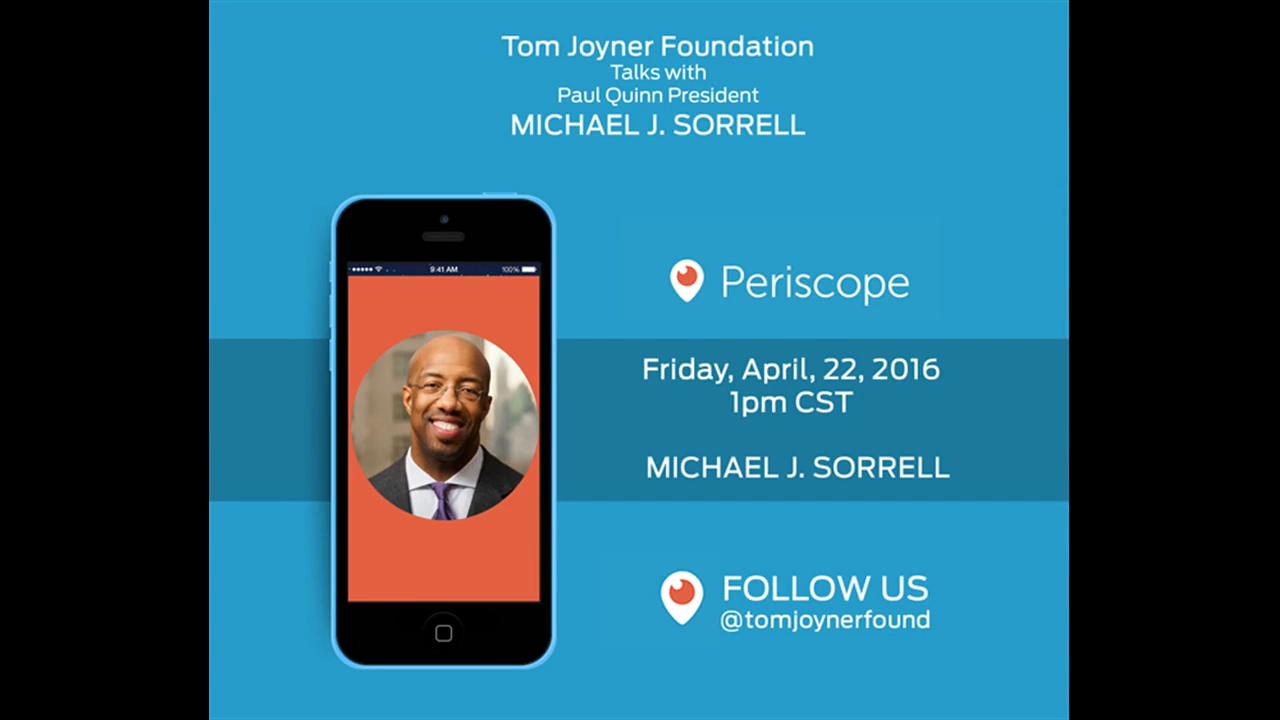 Tom Joyner Foundation
Talks with
Paul Quinn President
MICHAEL J. SORRELL
9:41 AM
100%
Periscope
Friday, April, 22, 2016
1pm CST
MICHAEL J. SORRELL
FOLLOW US
@tomjoynerfound